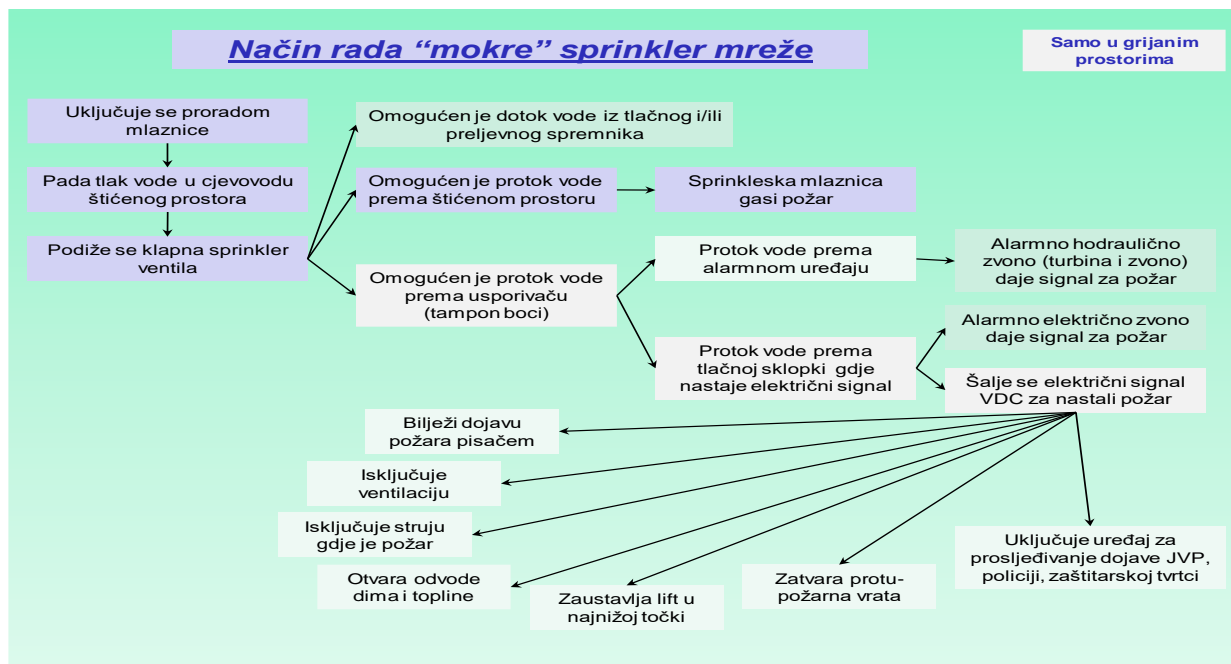 Način rada “mokre” sprinkler mreže
Samo u grijanim
prostorima
Uključuje se proradom
mlaznice
Pada tlak vode u cjevovodu
štićenog prostora
Podiže se klapna sprinkler
ventila
Omogućen je dotok vode iz tlačnog i/ili
preljevnog spremnika
Omogućen je protok vode
prema štićenom prostoru
Sprinkleska mlaznica
gasi požar
Omogućen je protok vode
prema usporivaču
(tampon boci)
Protok vode prema
alarmnom uređaju
Alarmno hodraulično
zvono (turbina i zvono)
daje signal za požar
Protok vode prema
tlačnoj sklopki gdje
nastaje električni signal
Alarmno električno zvono
daje signal za požar
Šalje se električni signal
VDC za nastali požar
Bilježi dojavu
požara pisačem
Isključuje
ventilaciju
Isključuje struju
gdje je požar
Otvara odvode
dima i topline
Zaustavlja lift u
najnižoj točki
Zatvara protu-
požarna vrata
Uključuje uređaj za
prosljeđivanje dojave JVP,
policiji, zaštitarskoj tvrtci